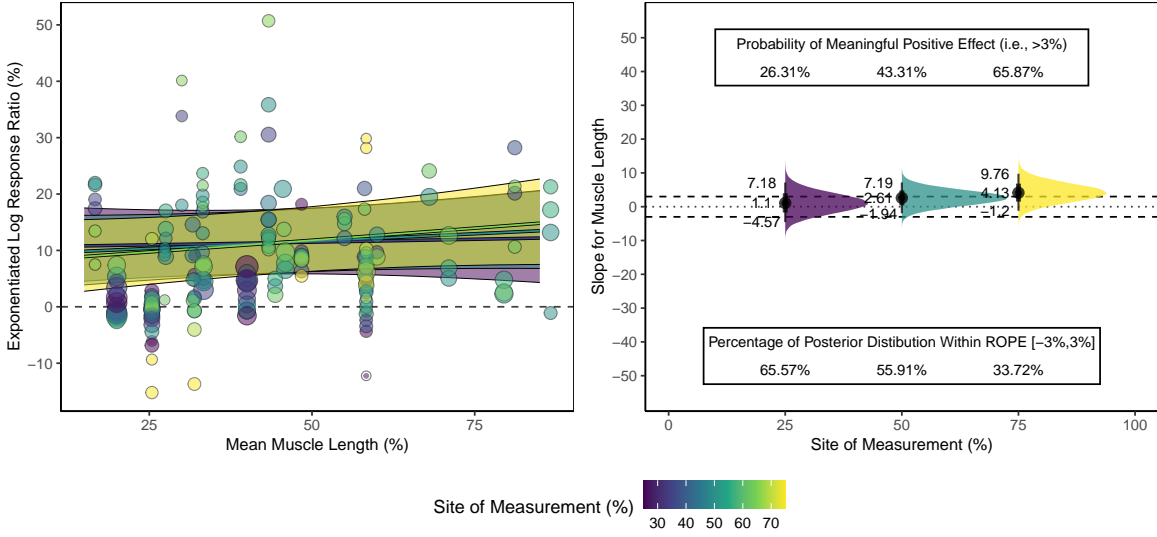 Exponentiated Log Response Ratio (%)
50
40
30
20
10
0
−10
25
50
75
Mean Muscle Length (%)
Slope for Muscle Length
50
40
30
20
10
0
−10
−20
−30
−40
−50
Probability of Meaningful Positive Effect (i.e., >3%)
26.31% 43.31% 65.87%
7.18 7.19 9.76
1.11 2.61 4.13
−4.57 −1.94 −1.2
Percentage of Posterior Distibution Within ROPE [−3%,3%]
65.57% 55.91% 33.72%
0 25 50 75 100
Site of Measurement (%)
Site of Measurement (%)
30 40 50 60 70